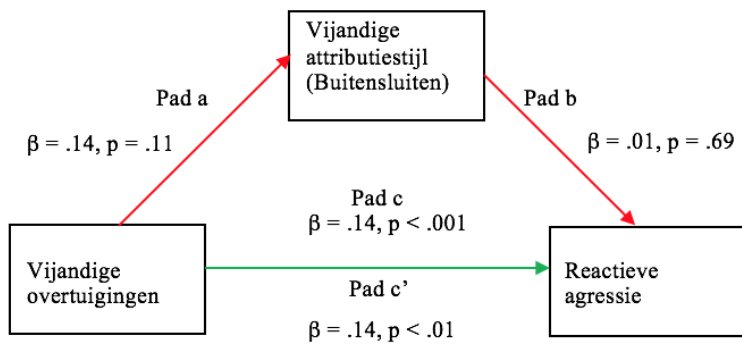 Vijandige
attributiestijl
(Buitensluiten)
Pad a
Pad b
β = .14, p = .11
β = .01, p = .69
Pad c
β = .14, p < .001
Vijandige
overtuigingen
Reactieve
agressie
Pad c’
β = .14, p < .01